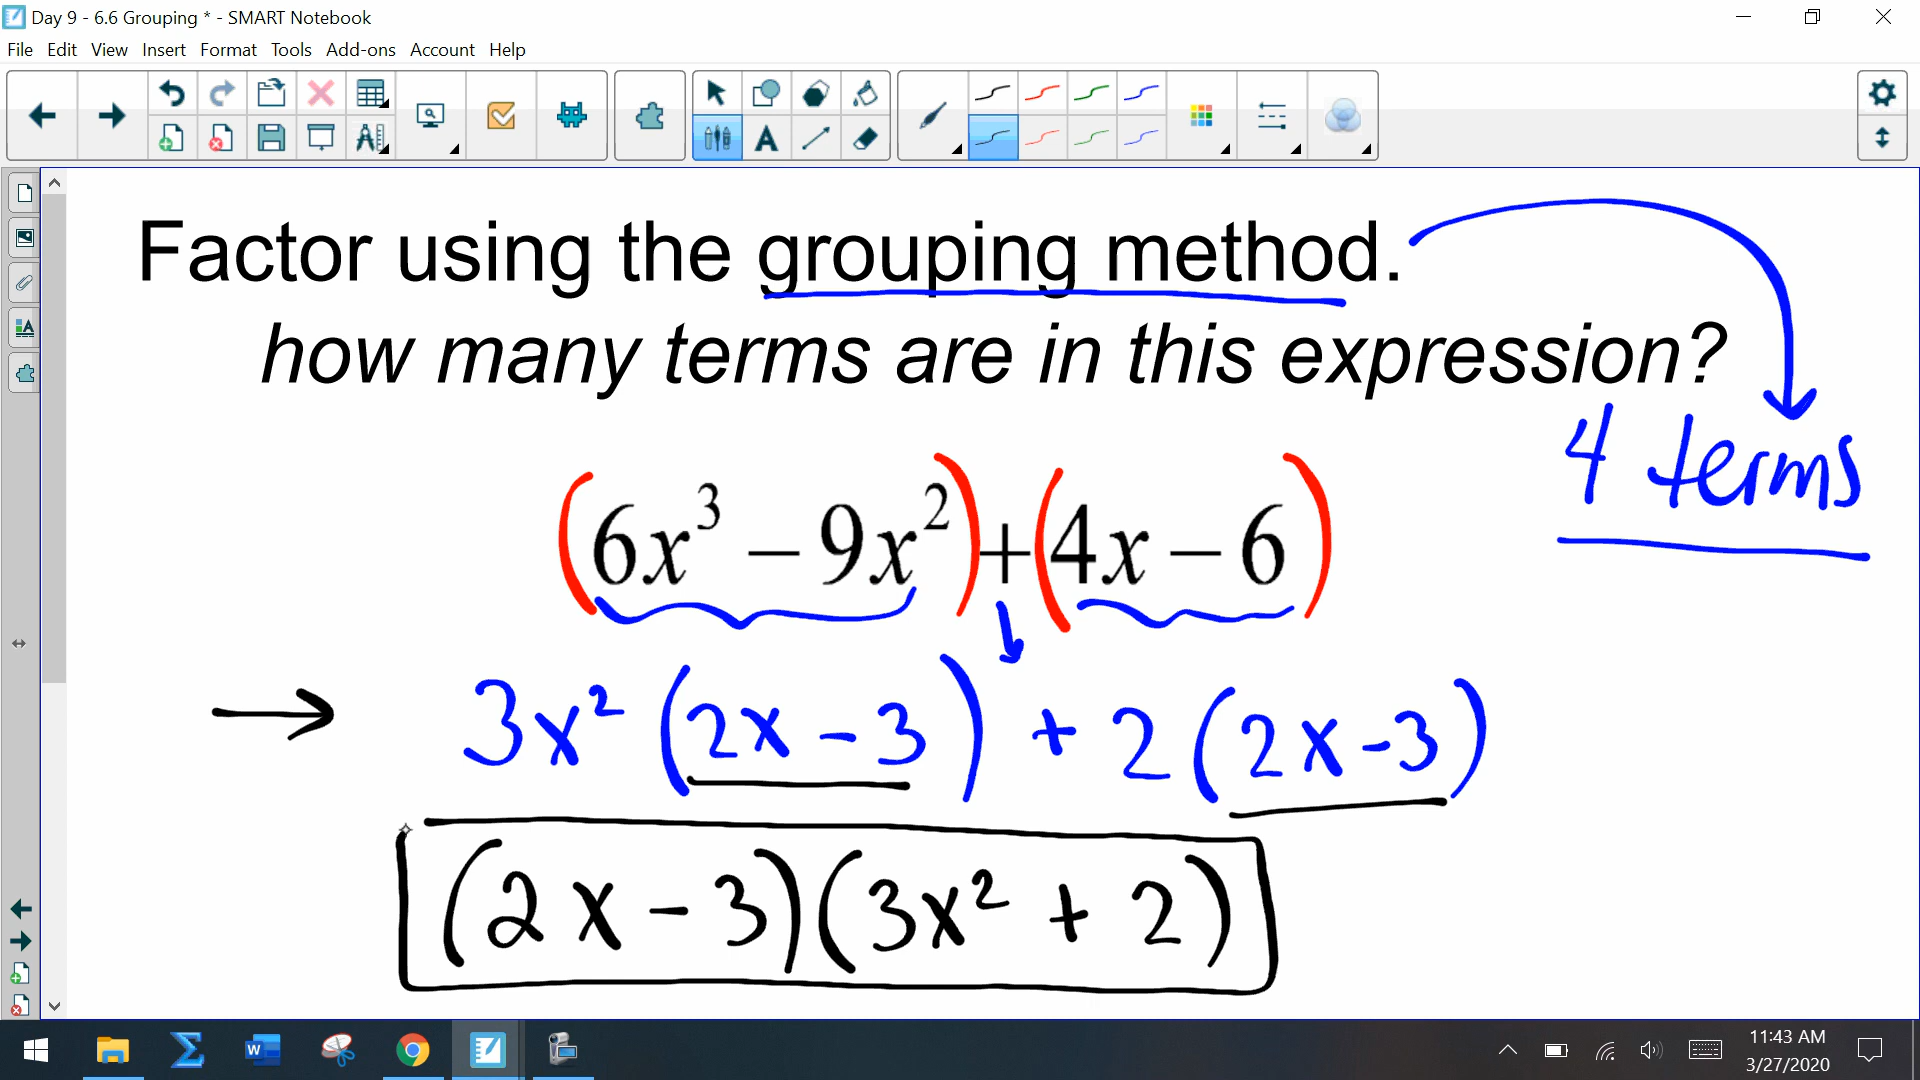 Day 9 - 6.6 Grouping * - SMART Notebook
File Edit View Insert Format Tools Add-ons Account Help
Factor using the grouping method.
how many terms are in this expression?
4 terms
(6x³ – 9x²) + (4x – 6)
→ 3x² (2x - 3) + 2 (2x - 3)
(2x - 3)(3x² + 2)
11:43 AM
3/27/2020